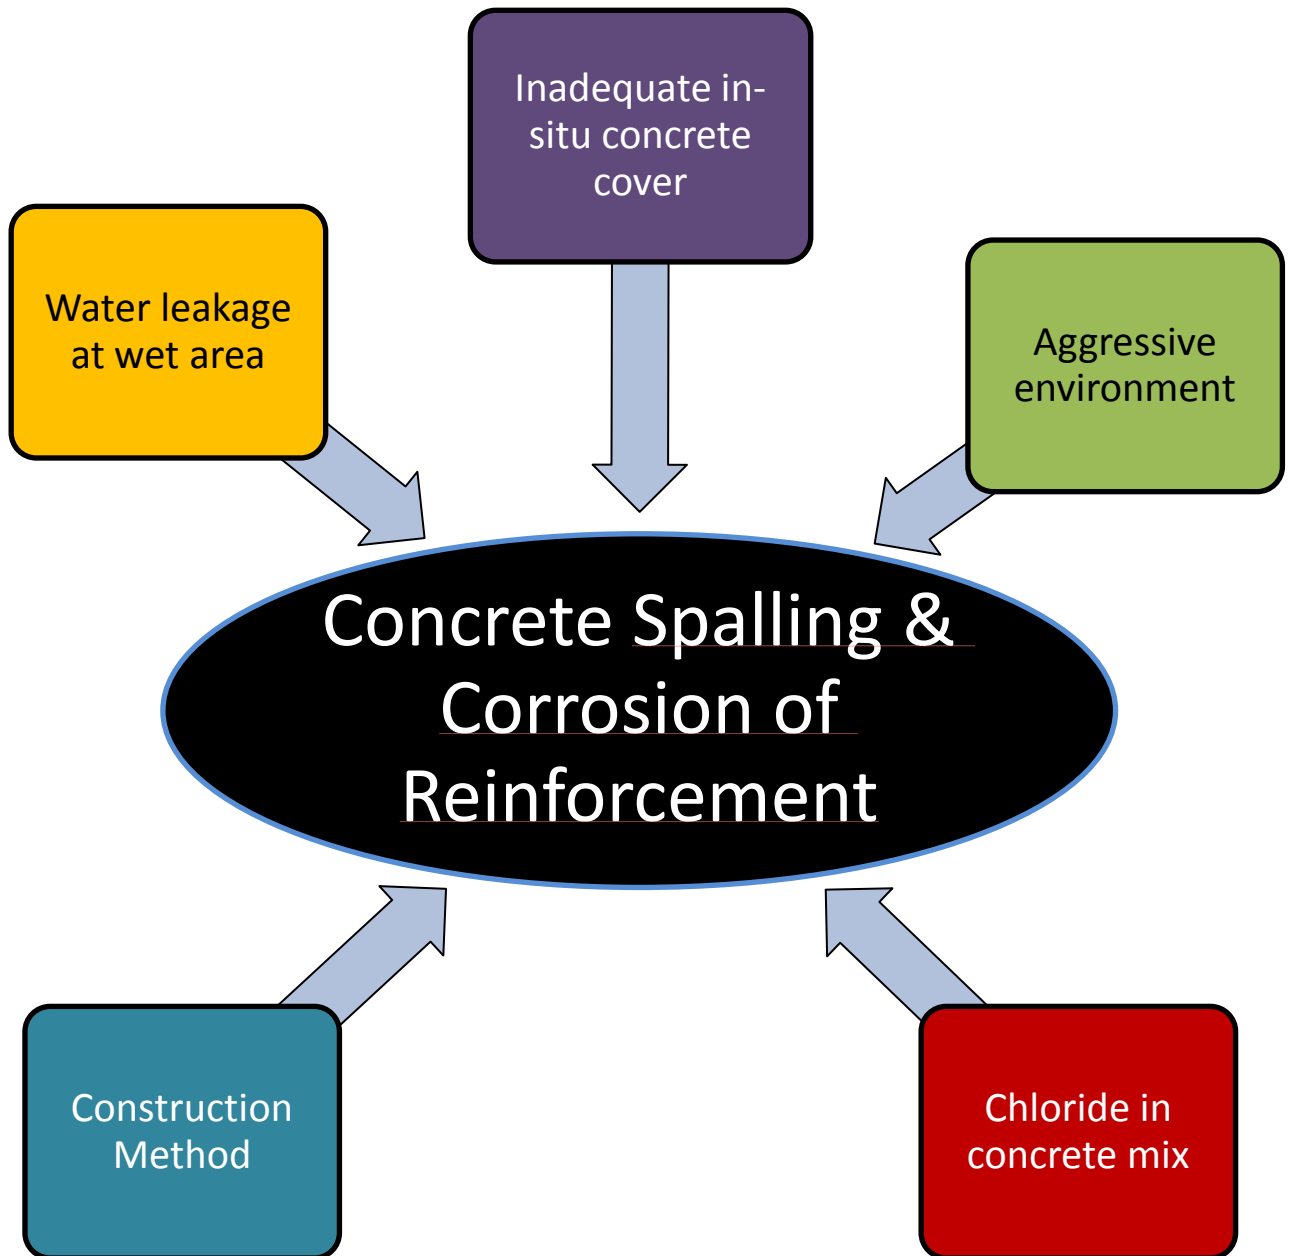 Inadequate in-
situ concrete
cover
Water leakage
at wet area
Aggressive
environment
Concrete Spalling &
Corrosion of
Reinforcement
Construction
Method
Chloride in
concrete mix